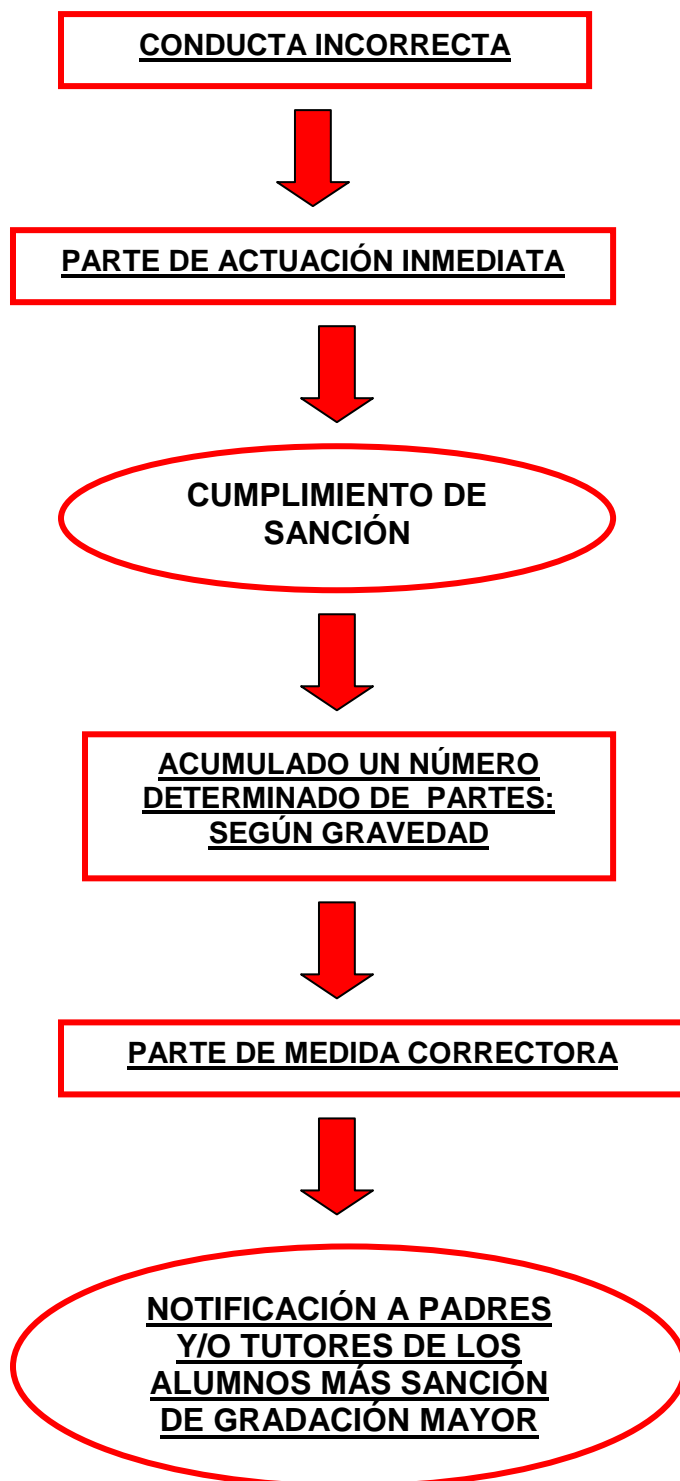 CONDUCTA INCORRECTA
PARTE DE ACTUACIÓN INMEDIATA
CUMPLIMIENTO DE
SANCIÓN
ACUMULADO UN NÚMERO
DETERMINADO DE PARTES:
SEGÚN GRAVEDAD
PARTE DE MEDIDA CORRECTORA
NOTIFICACIÓN A PADRES
Y/O TUTORES DE LOS
ALUMNOS MÁS SANCIÓN
DE GRADACIÓN MAYOR